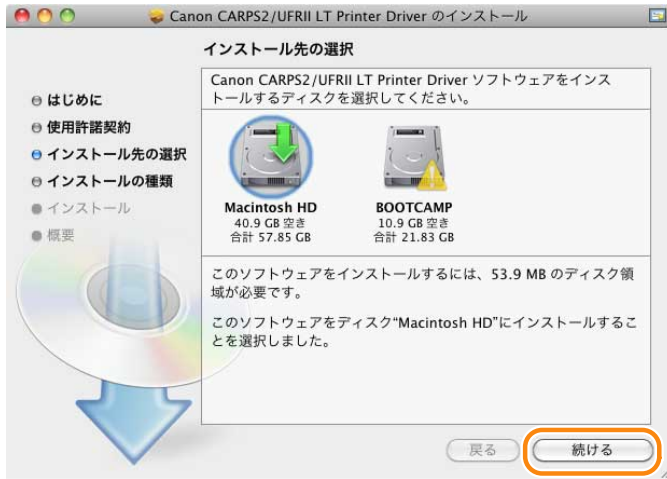 Canon CARPS2/UFRII LT Printer Driver のインストール
インストール先の選択
はじめに
使用許諾契約
インストール先の選択
インストールの種類
インストール
概要
Canon CARPS2/UFRII LT Printer Driver ソフトウェアをインス
トールするディスクを選択してください。
Macintosh HD
40.9 GB 空き
合計 57.85 GB
BOOTCAMP
10.9 GB 空き
合計 21.83 GB
このソフトウェアをインストールするには、53.9 MB のディスク領
域が必要です。
このソフトウェアをディスク“Macintosh HD”にインストールするこ
とを選択しました。
戻る
続ける